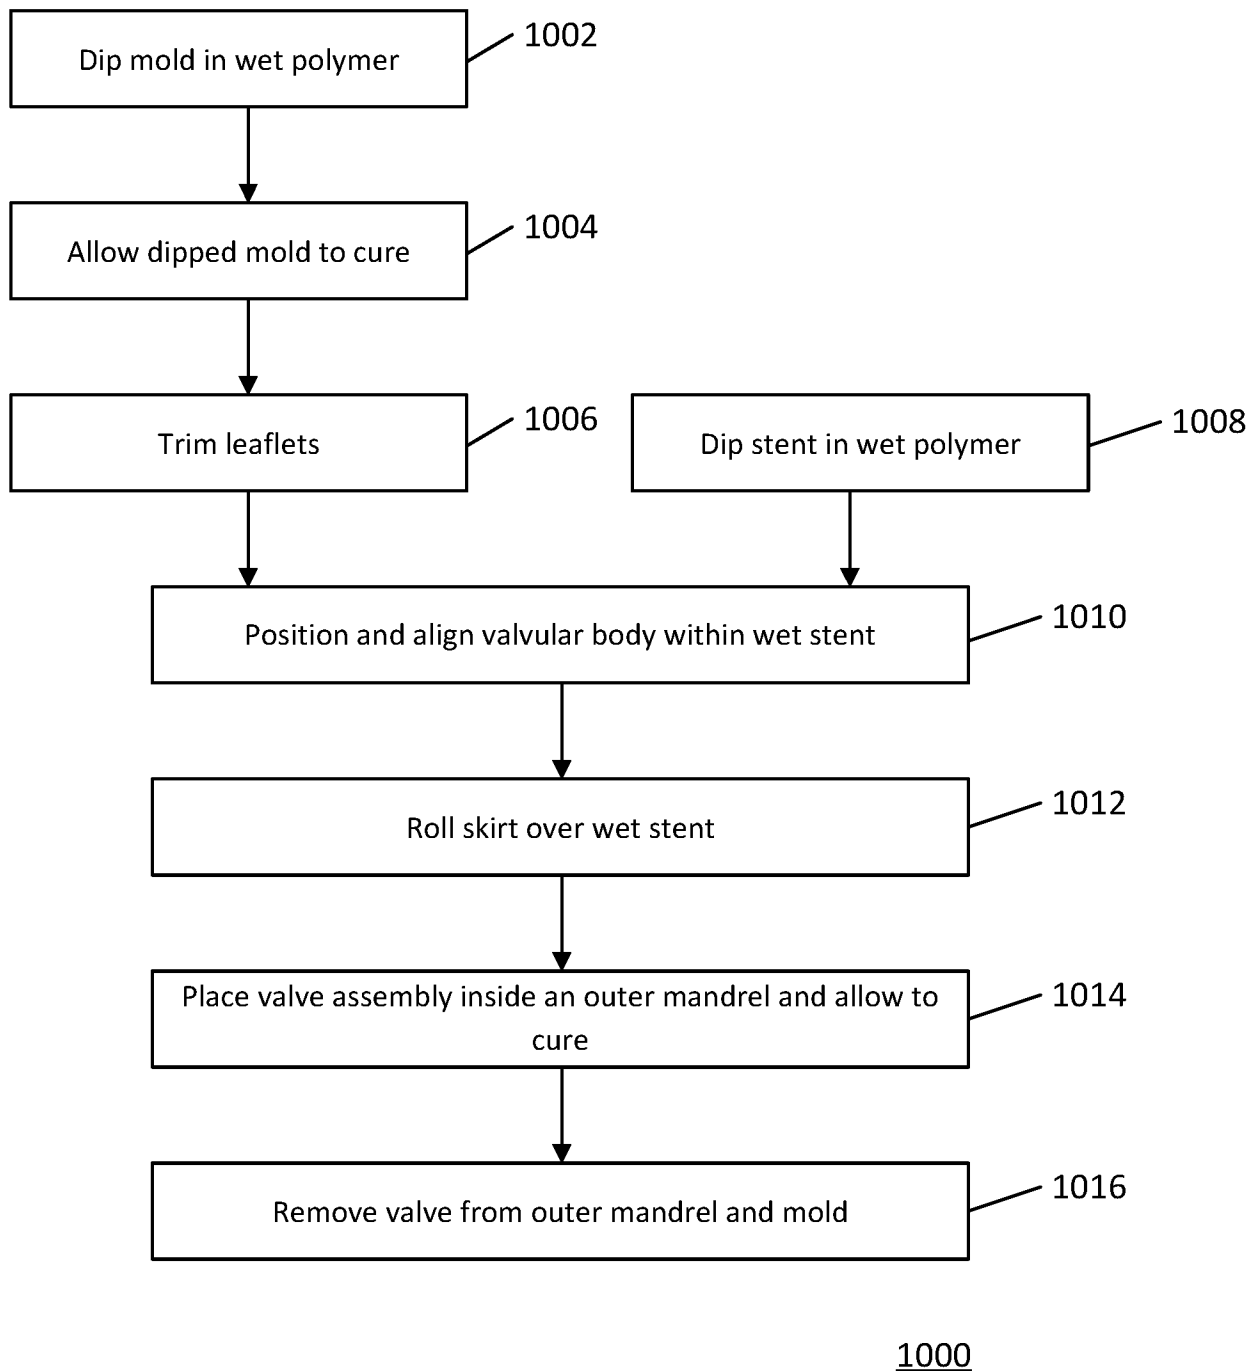 Dip mold in wet polymer
1002
Allow dipped mold to cure
1004
Trim leaflets
1006
Dip stent in wet polymer
1008
Position and align valvular body within wet stent
1010
Roll skirt over wet stent
1012
Place valve assembly inside an outer mandrel and allow to
cure
1014
Remove valve from outer mandrel and mold
1016
1000